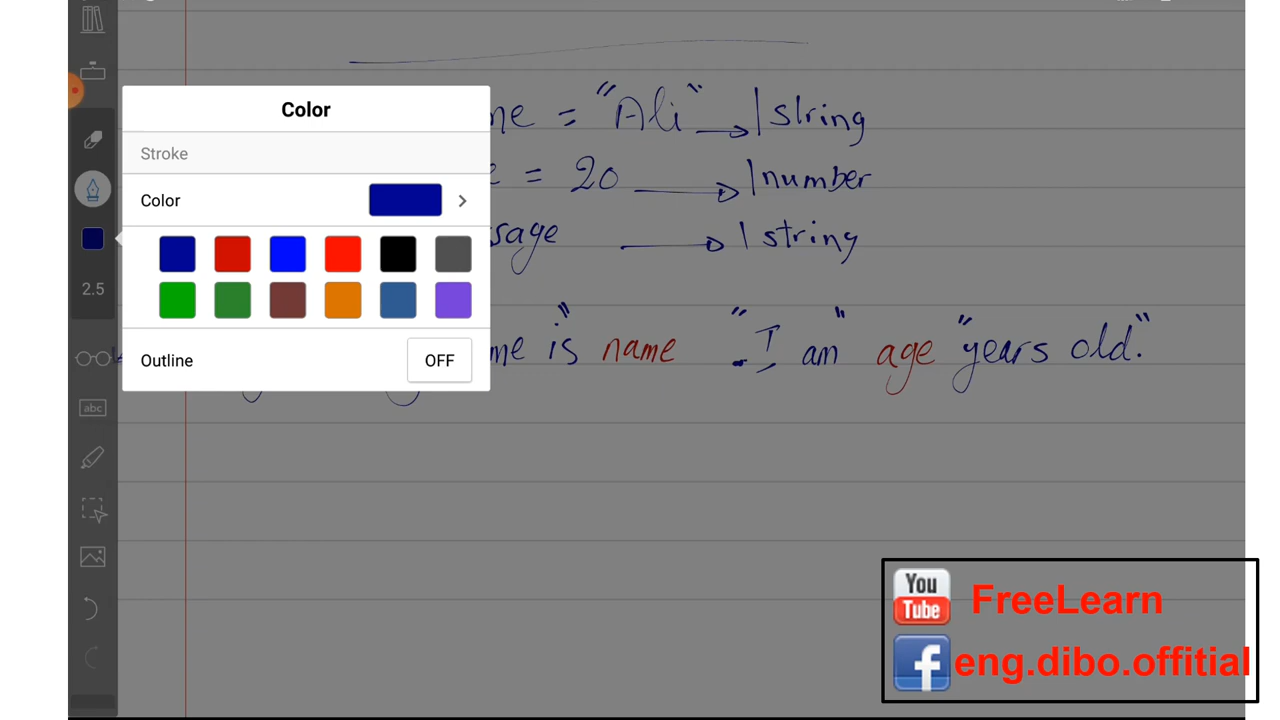 Color
Stroke
Color
Outline OFF
2.5
abc
ne = "Ali" → | string
= 20 → | number
sage → | string
me is" name ". I am" age "years old."
You
Tube
FreeLearn
f eng.dibo.offitial